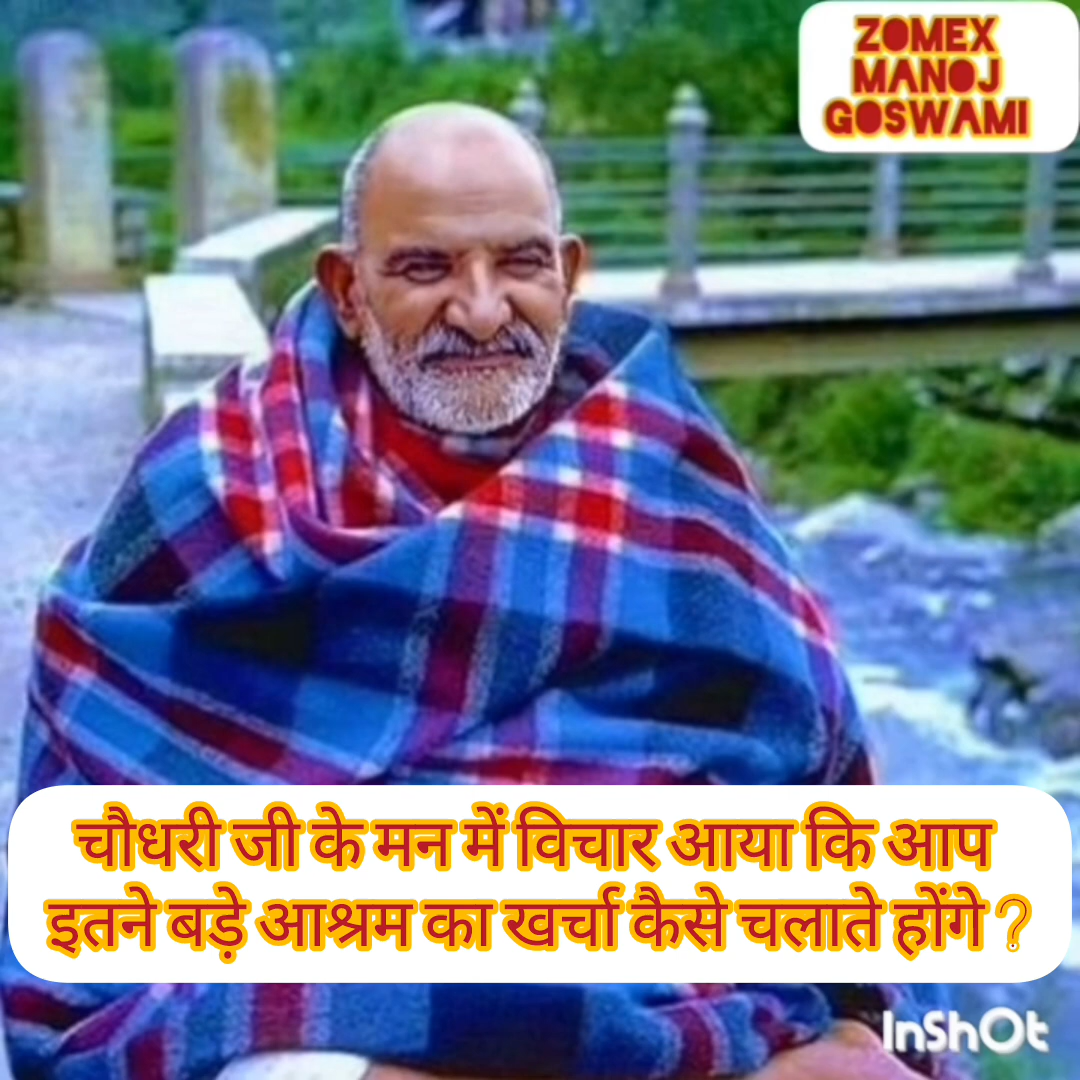 ZOMEX
MANOJ
GOSWAMI
चौधरी जी के मन में विचार आया कि आप
इतने बड़े आश्रम का खर्चा कैसे चलाते होंगे ?
InShOt